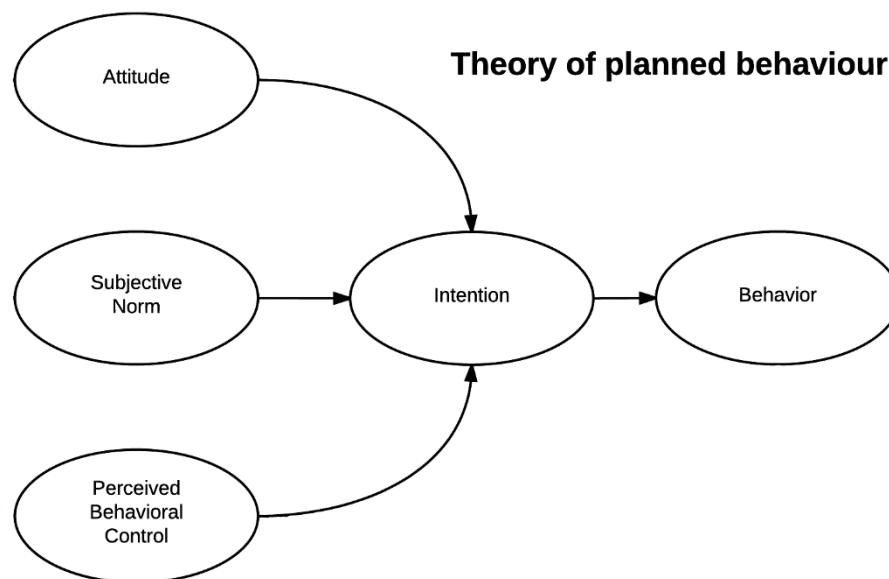 Theory of planned behaviour
Attitude
Subjective
Norm
Intention
Behavior
Perceived
Behavioral
Control